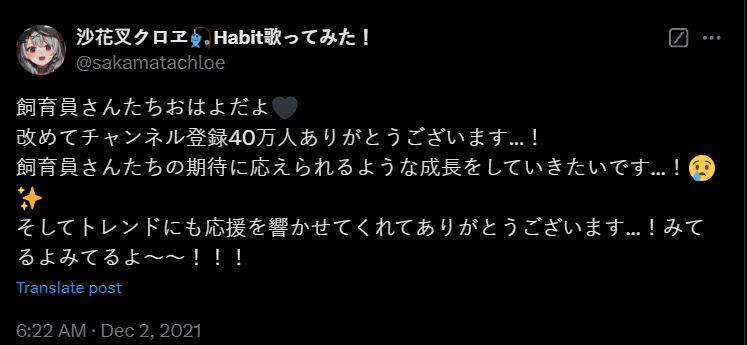 沙花叉クロヱ🎣Habit歌ってみた！
@sakamatachloe
飼育員さんたちおはよだよ🖤
改めてチャンネル登録40万人ありがとうございます...！
飼育員さんたちの期待に応えられるような成長をしていきたいです...！😢
✨
そしてトレンドにも応援を響かせてくれてありがとうございます...！みて
るよみてるよ〜〜！！！
Translate post
6:22 AM · Dec 2, 2021